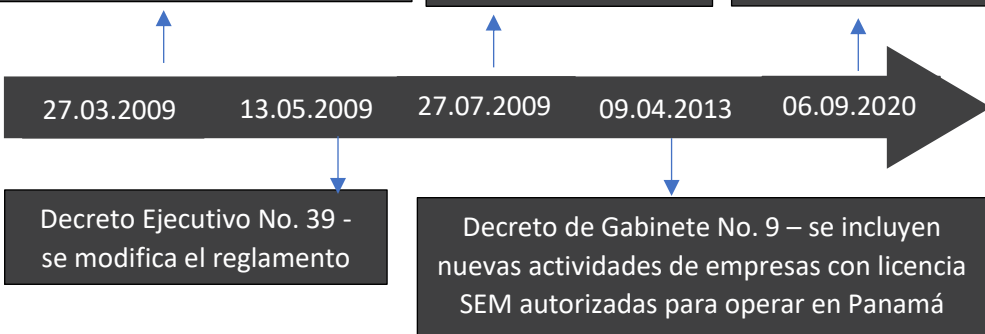 27.03.2009 13.05.2009 27.07.2009 09.04.2013 06.09.2020
Decreto Ejecutivo No. 39 -
se modifica el reglamento
Decreto de Gabinete No. 9 – se incluyen
nuevas actividades de empresas con licencia
SEM autorizadas para operar en Panamá